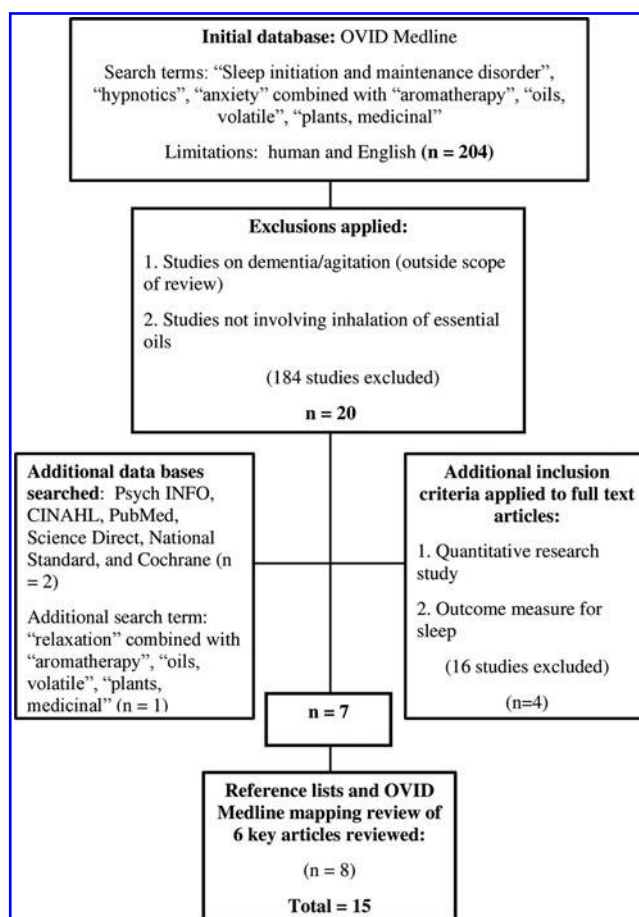 Initial database: OVID Medline
Search terms: “Sleep initiation and maintenance disorder”,
“hypnotics”, “anxiety” combined with “aromatherapy”, “oils,
volatile”, “plants, medicinal”
Limitations: human and English (n = 204)
Exclusions applied:
1. Studies on dementia/agitation (outside scope
of review)
2. Studies not involving inhalation of essential
oils
(184 studies excluded)
n = 20
Additional data bases
searched: Psych INFO,
CINAHL, PubMed,
Science Direct, National
Standard, and Cochrane (n
= 2)
Additional search term:
“relaxation” combined with
“aromatherapy”, “oils,
volatile”, “plants,
medicinal” (n = 1)
Additional inclusion
criteria applied to full text
articles:
1. Quantitative research
study
2. Outcome measure for
sleep
(16 studies excluded)
(n=4)
n = 7
Reference lists and OVID
Medline mapping review of
6 key articles reviewed:
(n = 8)
Total = 15